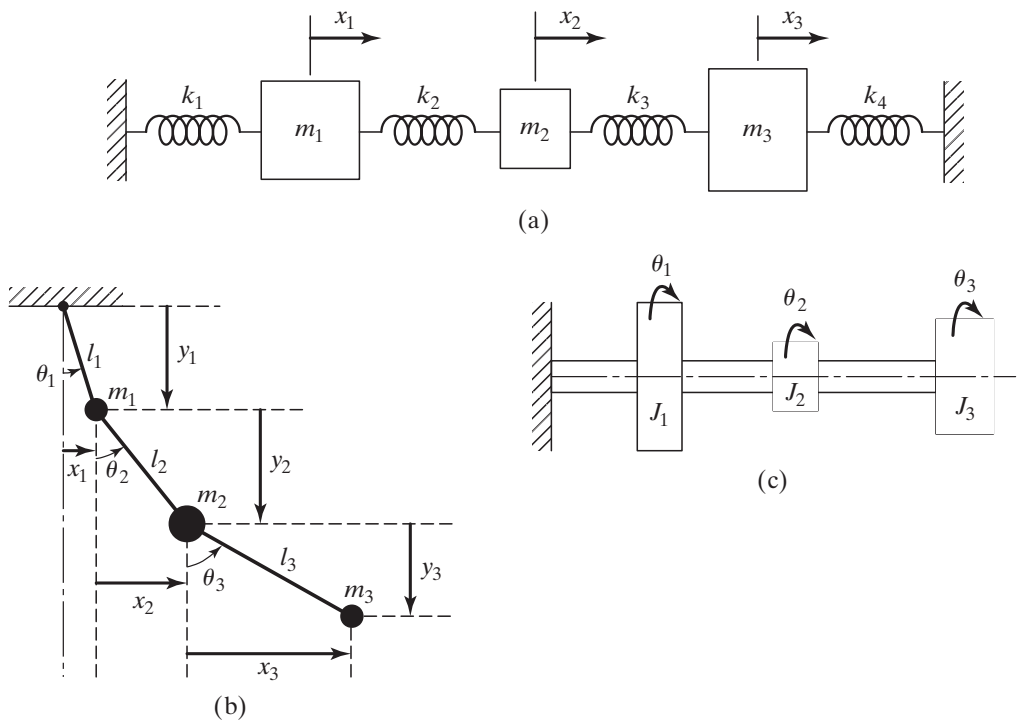 x₁ x₂ x₃
k₁ k₂ k₃ k₄
m₁ m₂ m₃
(a)
θ₁ l₁ y₁
m₁
x₁ θ₂ l₂ y₂
m₂
θ₃ l₃ y₃
x₂ m₃
x₃
(b)
θ₁ θ₂ θ₃
J₁ J₂ J₃
(c)